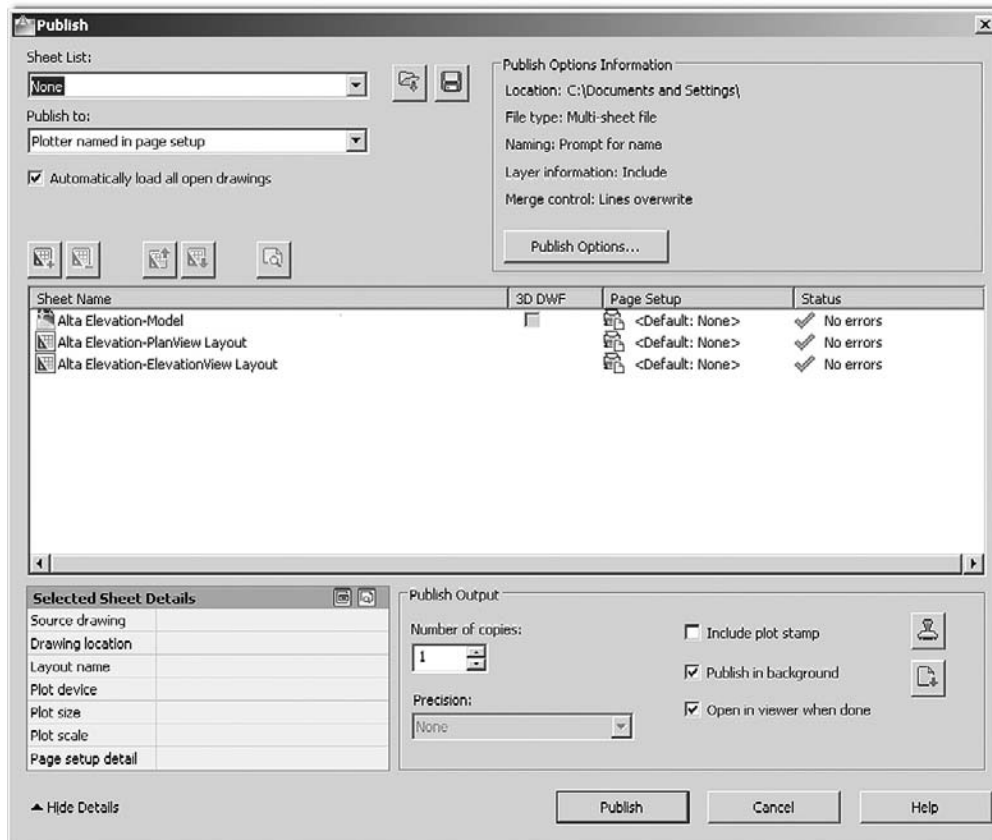 Publish
Sheet List:
None
Publish to:
Plotter named in page setup
Automatically load all open drawings
Publish Options Information
Location: C:\Documents and Settings\
File type: Multi-sheet file
Naming: Prompt for name
Layer information: Include
Merge control: Lines overwrite
Publish Options...
Sheet Name 3D DWF Page Setup Status
Alta Elevation-Model <Default: None> No errors
Alta Elevation-PlanView Layout <Default: None> No errors
Alta Elevation-ElevationView Layout <Default: None> No errors
Selected Sheet Details
Source drawing
Drawing location
Layout name
Plot device
Plot size
Plot scale
Page setup detail
Publish Output
Number of copies:
1
Precision:
None
Include plot stamp
Publish in background
Open in viewer when done
Hide Details
Publish
Cancel
Help